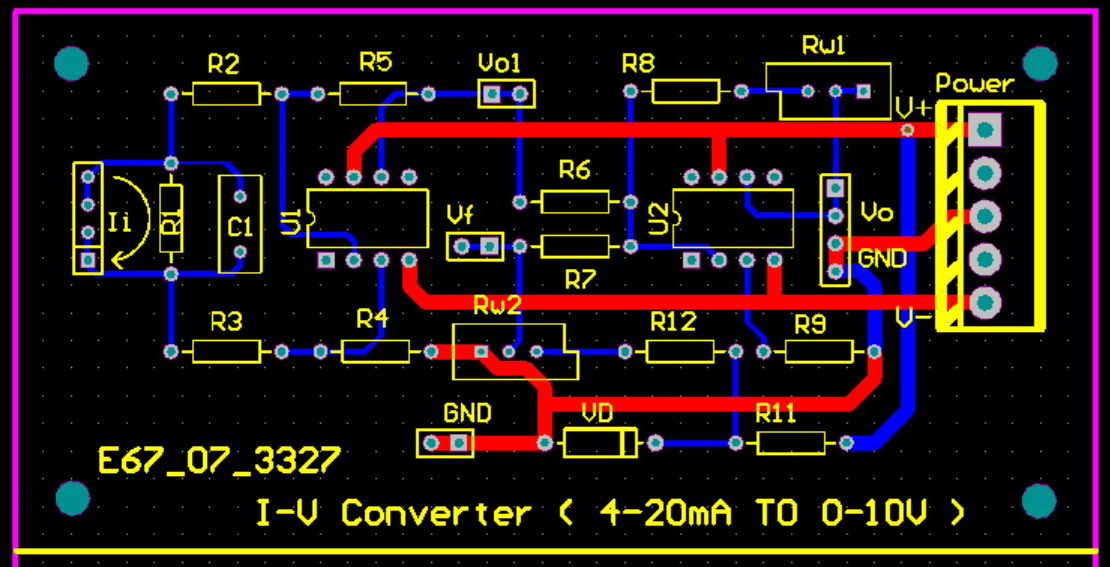 R2
R5
Vo1
R8
Rw1
Power
V+
R6
Ii
R1
C1
U1
Vf
U2
Vo
GND
R7
R3
R4
Rw2
R12
R9
V-
GND
VD
R11
E67_07_3327
I-V Converter ( 4-20mA TO 0-10V )